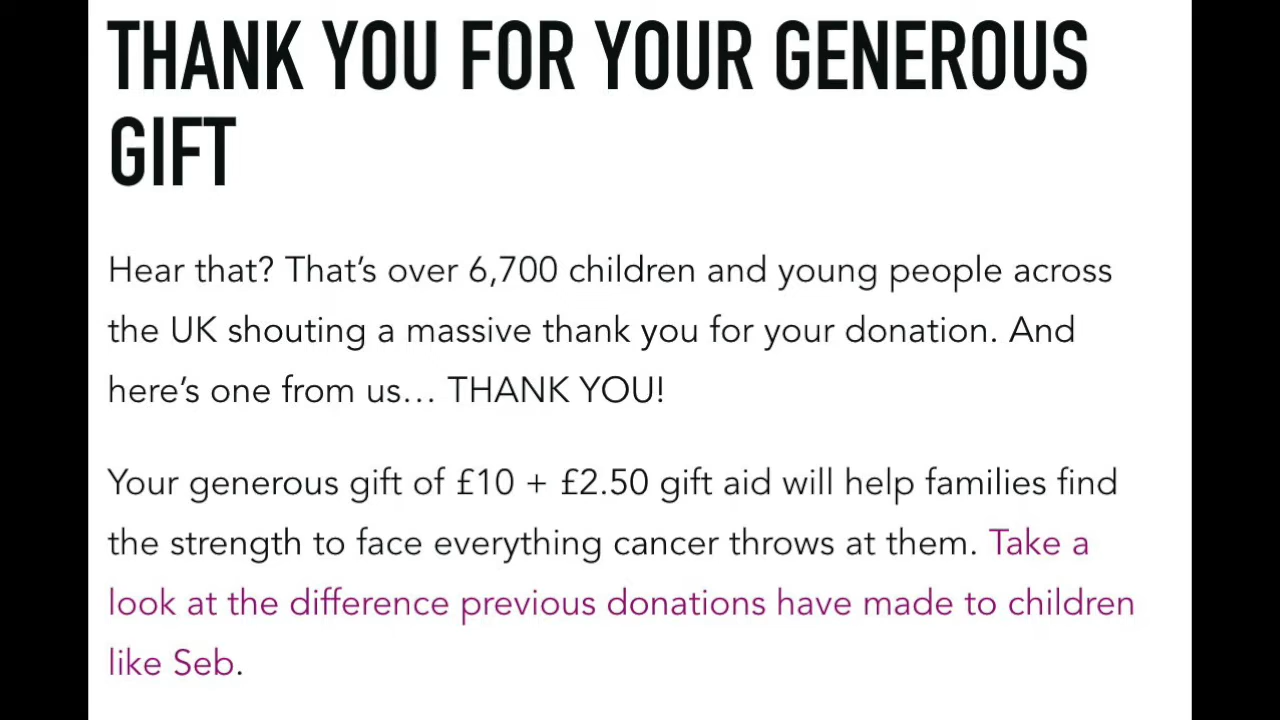 THANK YOU FOR YOUR GENEROUS
GIFT
Hear that? That’s over 6,700 children and young people across
the UK shouting a massive thank you for your donation. And
here’s one from us… THANK YOU!
Your generous gift of £10 + £2.50 gift aid will help families find
the strength to face everything cancer throws at them. Take a
look at the difference previous donations have made to children
like Seb.